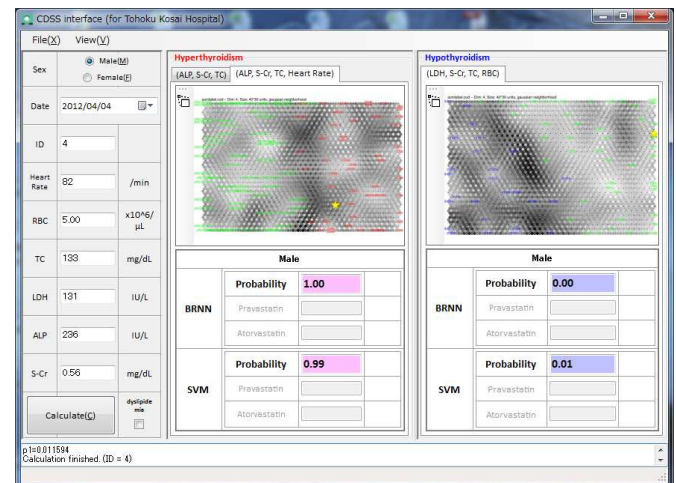 CDSS interface (for Tohoku Kosai Hospital)
File(X) View(V)
Sex
Male(M)
Female(F)
Date 2012/04/04
ID 4
Heart Rate 82 /min
RBC 5.00 x10^6/μL
TC 133 mg/dL
LDH 131 IU/L
ALP 236 IU/L
S-Cr 0.56 mg/dL
Calculate(C)
dyslipidemia
Hyperthyroidism
(ALP, S-Cr, TC) (ALP, S-Cr, TC, Heart Rate)
Male
BRNN
Probability 1.00
Pravastatin
Atorvastatin
SVM
Probability 0.99
Pravastatin
Atorvastatin
Hypothyroidism
(LDH, S-Cr, TC, RBC)
Male
BRNN
Probability 0.00
Pravastatin
Atorvastatin
SVM
Probability 0.01
Pravastatin
Atorvastatin
p1=0.011594
Calculation finished. (ID = 4)